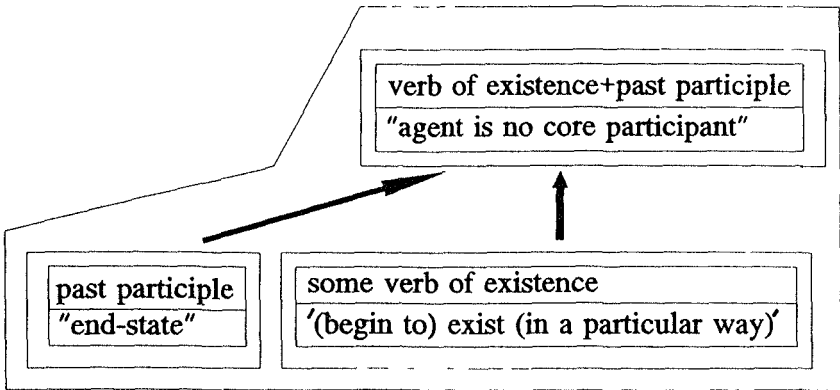 verb of existence+past participle
"agent is no core participant"
past participle
"end-state"
some verb of existence
'(begin to) exist (in a particular way)'